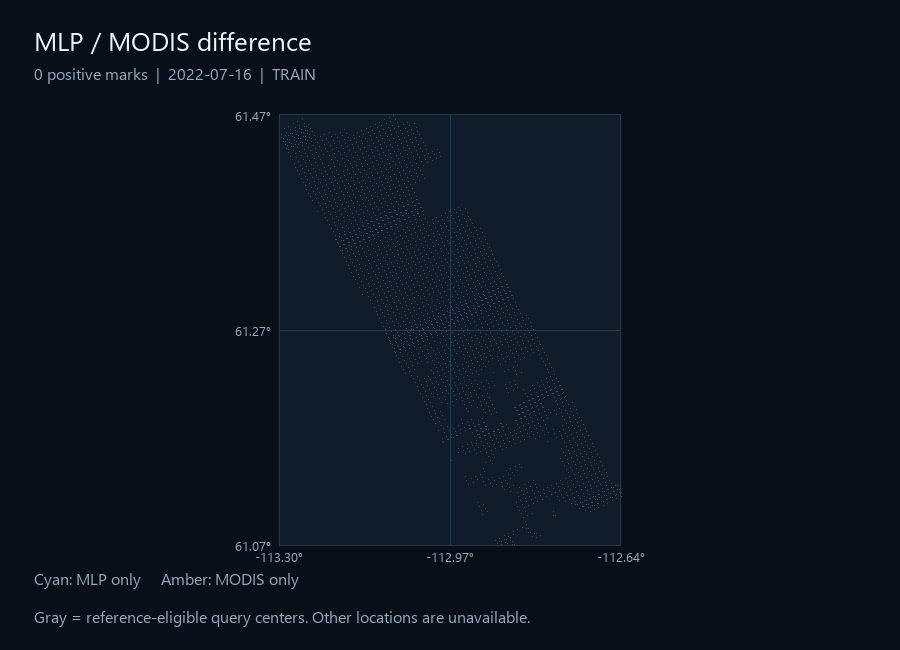 MLP / MODIS difference
0 positive marks | 2022-07-16 | TRAIN
61.47°
61.27°
61.07°
-113.30° -112.97° -112.64°
Cyan: MLP only Amber: MODIS only
Gray = reference-eligible query centers. Other locations are unavailable.